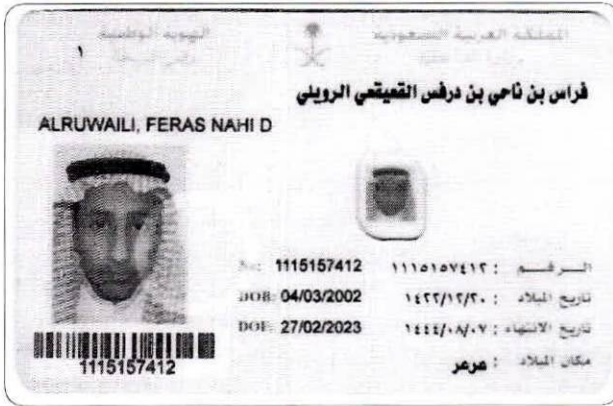 المملكة العربية السعودية
الهوية الوطنية
١
فراس بن ناحي بن درفس القعيقعي الرويلي
ALRUWAILI, FERAS NAHI D
الـرقـم : ١١١٥١٥٧٤١٢ 1115157412
تاريخ الميلاد : ١٤٢٢/١٢/٢٠ DOB: 04/03/2002
تاريخ الانتهاء : ١٤٤٤/٠٨/٠٧ DOE: 27/02/2023
مكان الميلاد : عرعر
1115157412